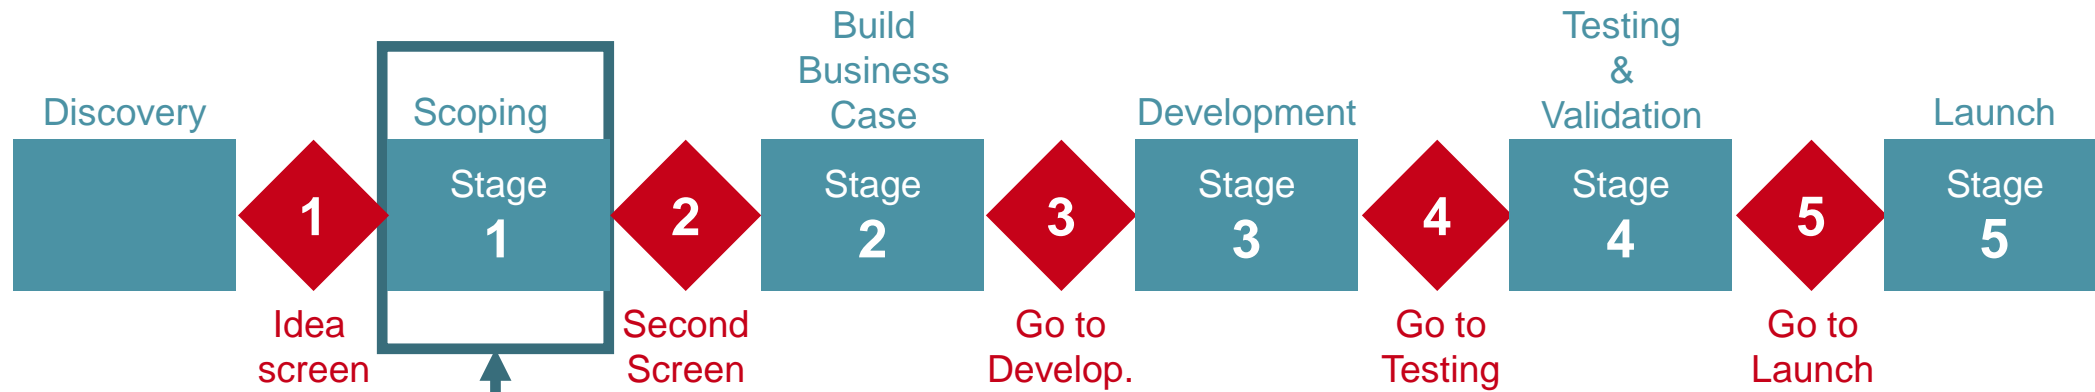 Discovery
Scoping
Build
Business
Case
Development
Testing
&
Validation
Launch
1
Stage
1
2
Stage
2
3
Stage
3
4
Stage
4
5
Stage
5
Idea
screen
Second
Screen
Go to
Develop.
Go to
Testing
Go to
Launch